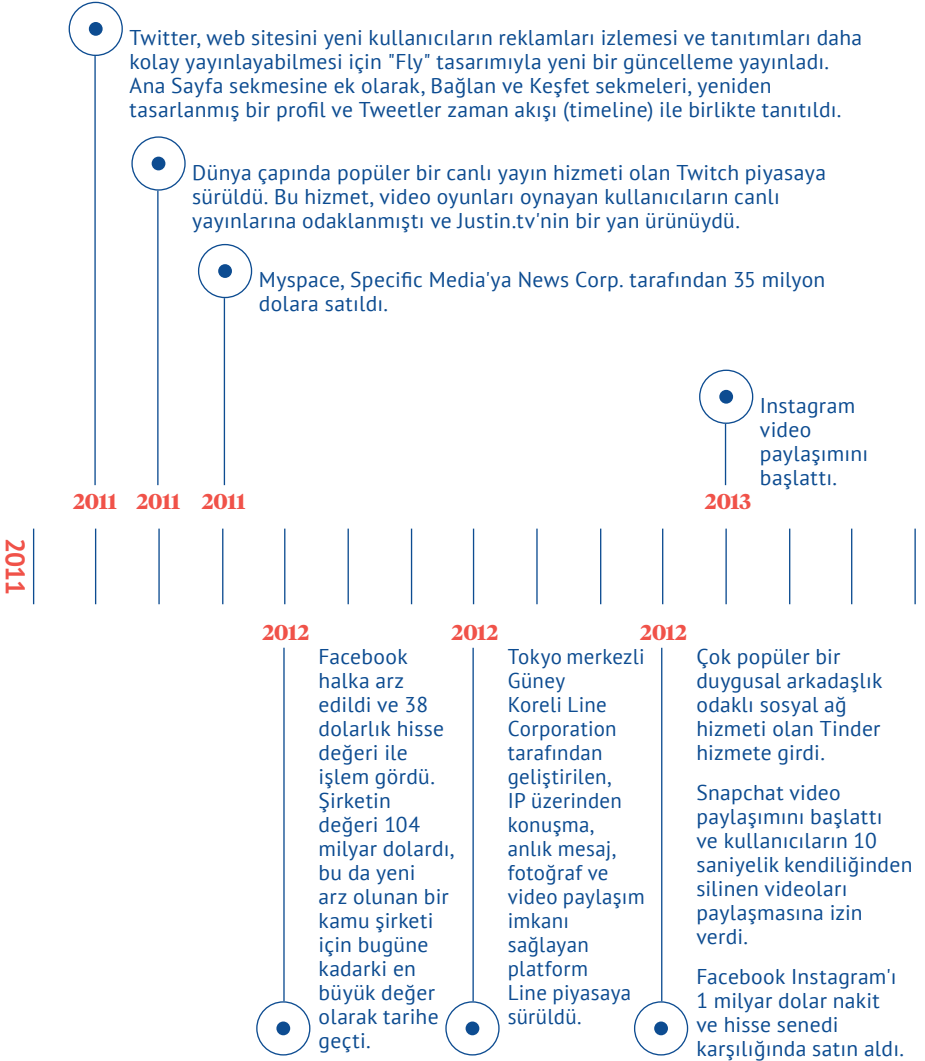 Twitter, web sitesini yeni kullanıcıların reklamları izlemesi ve tanıtımları daha
kolay yayınlayabilmesi için "Fly" tasarımıyla yeni bir güncelleme yayınladı.
Ana Sayfa sekmesine ek olarak, Bağlan ve Keşfet sekmeleri, yeniden
tasarlanmış bir profil ve Tweetler zaman akışı (timeline) ile birlikte tanıtıldı.
Dünya çapında popüler bir canlı yayın hizmeti olan Twitch piyasaya
sürüldü. Bu hizmet, video oyunları oynayan kullanıcıların canlı
yayınlarına odaklanmıştı ve Justin.tv'nin bir yan ürünüydü.
Myspace, Specific Media'ya News Corp. tarafından 35 milyon
dolara satıldı.
Instagram
video
paylaşımını
başlattı.
2011
2011
2011
2013
2011
2012
Facebook
halka arz
edildi ve 38
dolarlık hisse
değeri ile
işlem gördü.
Şirketin
değeri 104
milyar dolardı,
bu da yeni
arz olunan bir
kamu şirketi
için bugüne
kadarki en
büyük değer
olarak tarihe
geçti.
2012
Tokyo merkezli
Güney
Koreli Line
Corporation
tarafından
geliştirilen,
IP üzerinden
konuşma,
anlık mesaj,
fotoğraf ve
video paylaşım
imkanı
sağlayan
platform
Line piyasaya
sürüldü.
2012
Çok popüler bir
duygusal arkadaşlık
odaklı sosyal ağ
hizmeti olan Tinder
hizmete girdi.
Snapchat video
paylaşımını başlattı
ve kullanıcıların 10
saniyelik kendiliğinden
silinen videoları
paylaşmasına izin
verdi.
Facebook Instagram'ı
1 milyar dolar nakit
ve hisse senedi
karşılığında satın aldı.